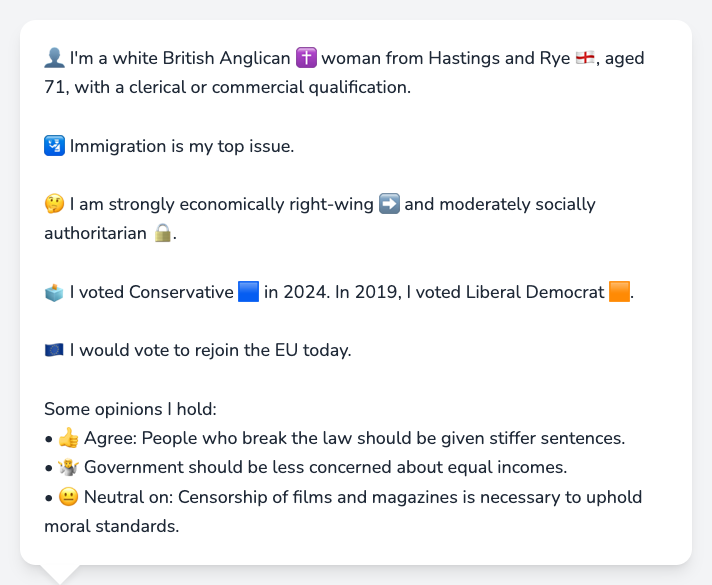 👤 I'm a white British Anglican ✝️ woman from Hastings and Rye 🏴󠁧󠁢󠁥󠁮󠁧󠁿, aged
71, with a clerical or commercial qualification.
🛂 Immigration is my top issue.
🤔 I am strongly economically right-wing ➡️ and moderately socially
authoritarian 🔒.
🗳️ I voted Conservative 🟦 in 2024. In 2019, I voted Liberal Democrat 🟧.
🇪🇺 I would vote to rejoin the EU today.
Some opinions I hold:
• 👍 Agree: People who break the law should be given stiffer sentences.
• 🤷 Government should be less concerned about equal incomes.
• 😐 Neutral on: Censorship of films and magazines is necessary to uphold
moral standards.